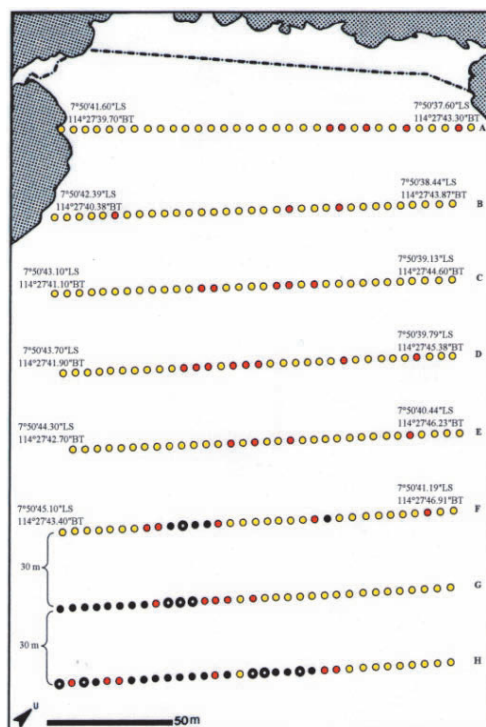 7°50'41.60"LS
114°27'39.70"BT
7°50'37.60"LS
114°27'43.30"BT
A
7°50'42.39"LS
114°27'40.38"BT
7°50'38.44"LS
114°27'43.87"BT
B
7°50'43.10"LS
114°27'41.10"BT
7°50'39.13"LS
114°27'44.60"BT
C
7°50'43.70"LS
114°27'41.90"BT
7°50'39.79"LS
114°27'45.38"BT
D
7°50'44.30"LS
114°27'42.70"BT
7°50'40.44"LS
114°27'46.23"BT
E
7°50'45.10"LS
114°27'43.40"BT
7°50'41.19"LS
114°27'46.91"BT
F
30 m
G
30 m
H
U
50m